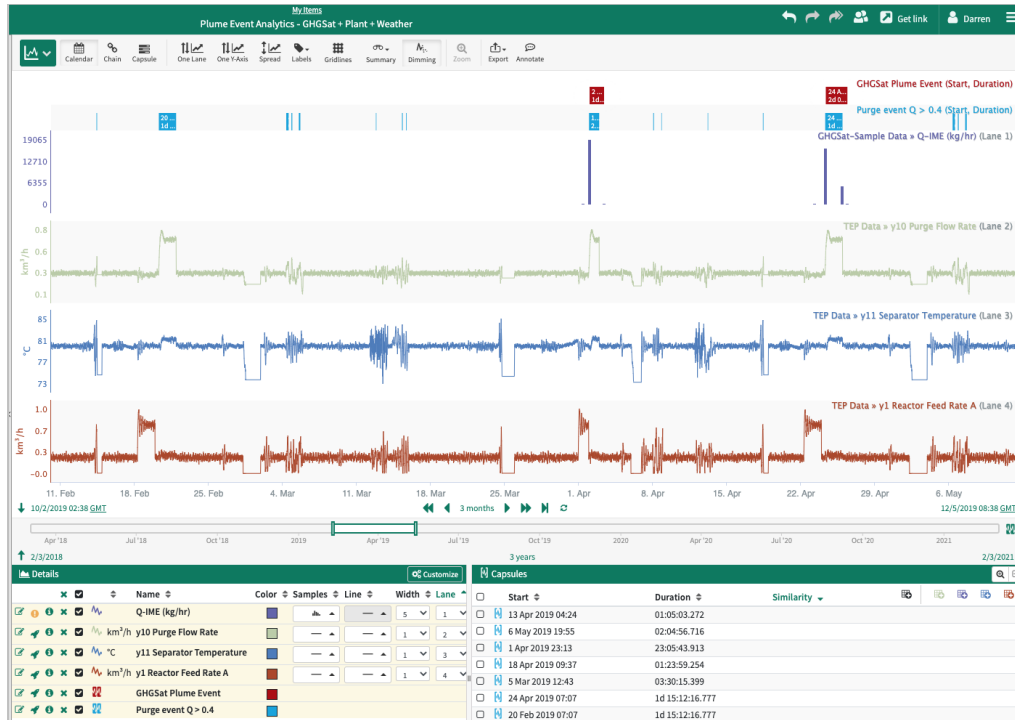 My Items
Plume Event Analytics - GHGSat + Plant + Weather
Get link
Darren
Calendar
Chain
Capsule
One Lane
One Y-Axis
Spread
Labels
Gridlines
Summary
Dimming
Zoom
Export
Annotate
GHGSat Plume Event (Start, Duration)
2 ...
1d...
24 A...
2d 0...
Purge event Q > 0.4 (Start, Duration)
20 ...
1d ...
1...
2...
24 ...
1d ...
GHGSat-Sample Data » Q-IME (kg/hr) (Lane 1)
19065
12710
6355
0
TEP Data » y10 Purge Flow Rate (Lane 2)
0.8
0.6
0.3
0.1
km³/h
TEP Data » y11 Separator Temperature (Lane 3)
85
81
77
73
°C
TEP Data » y1 Reactor Feed Rate A (Lane 4)
1.0
0.7
0.3
-0.0
km³/h
11. Feb 18. Feb 25. Feb 4. Mar 11. Mar 18. Mar 25. Mar 1. Apr 8. Apr 15. Apr 22. Apr 29. Apr 6. May
10/2/2019 02:38 GMT
3 months
12/5/2019 08:38 GMT
Apr '18 Jul '18 Oct '18 2019 Apr '19 Jul '19 Oct '19 2020 Apr '20 Jul '20 Oct '20 2021
2/3/2018
3 years
2/3/2021
Details
Customize
Name Color Samples Line Width Lane
Q-IME (kg/hr) 5 1
km³/h y10 Purge Flow Rate 1 2
°C y11 Separator Temperature 1 3
km³/h y1 Reactor Feed Rate A 1 4
GHGSat Plume Event
Purge event Q > 0.4
Capsules
Start Duration Similarity
13 Apr 2019 04:24 01:05:03.272
6 May 2019 19:55 02:04:56.716
1 Apr 2019 23:13 23:05:43.913
18 Apr 2019 09:37 01:23:59.254
5 Mar 2019 12:43 03:30:15.399
24 Apr 2019 07:07 1d 15:12:16.777
20 Feb 2019 07:07 1d 15:12:16.777